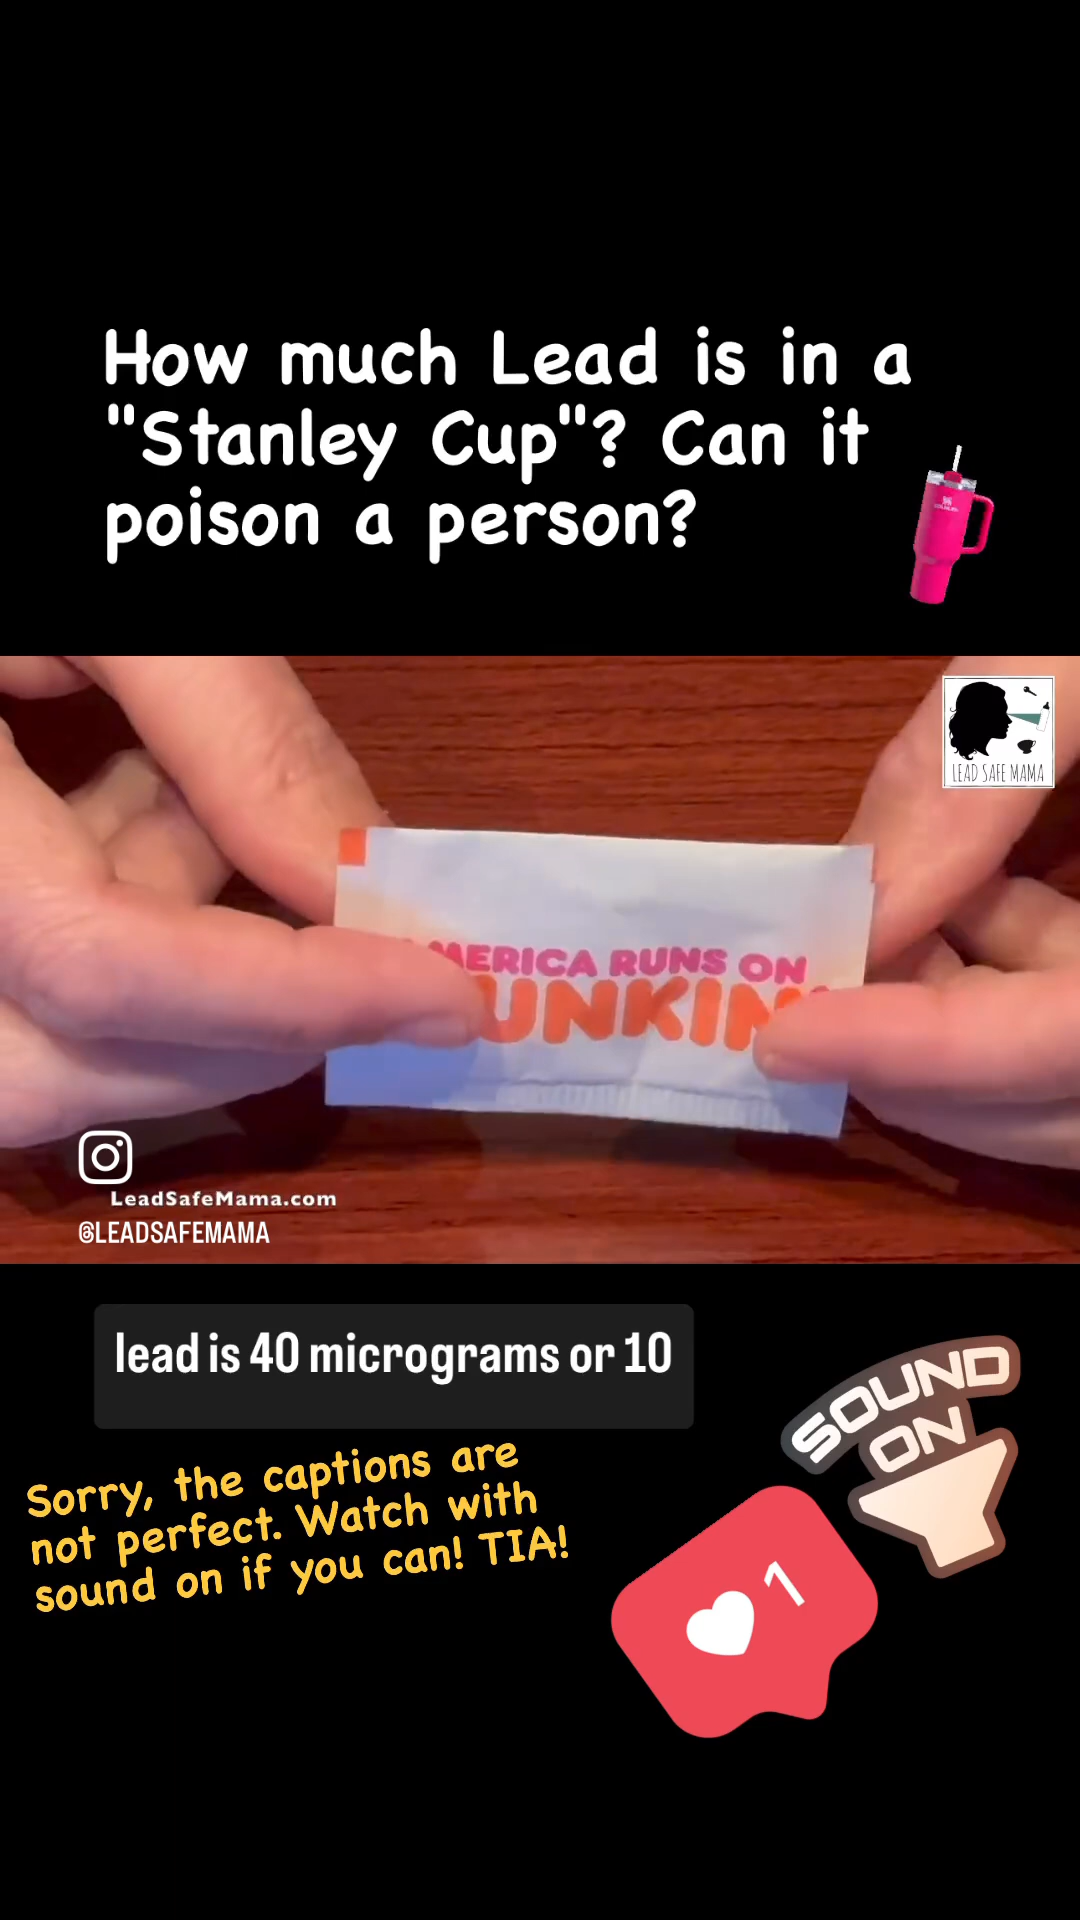 How much Lead is in a
"Stanley Cup"? Can it
poison a person?
LEAD SAFE MAMA
MERICA RUNS ON
UNKIN'
LeadSafeMama.com
@LEADSAFEMAMA
lead is 40 micrograms or 10
SOUND
ON
Sorry, the captions are
not perfect. Watch with
sound on if you can! TIA!
1